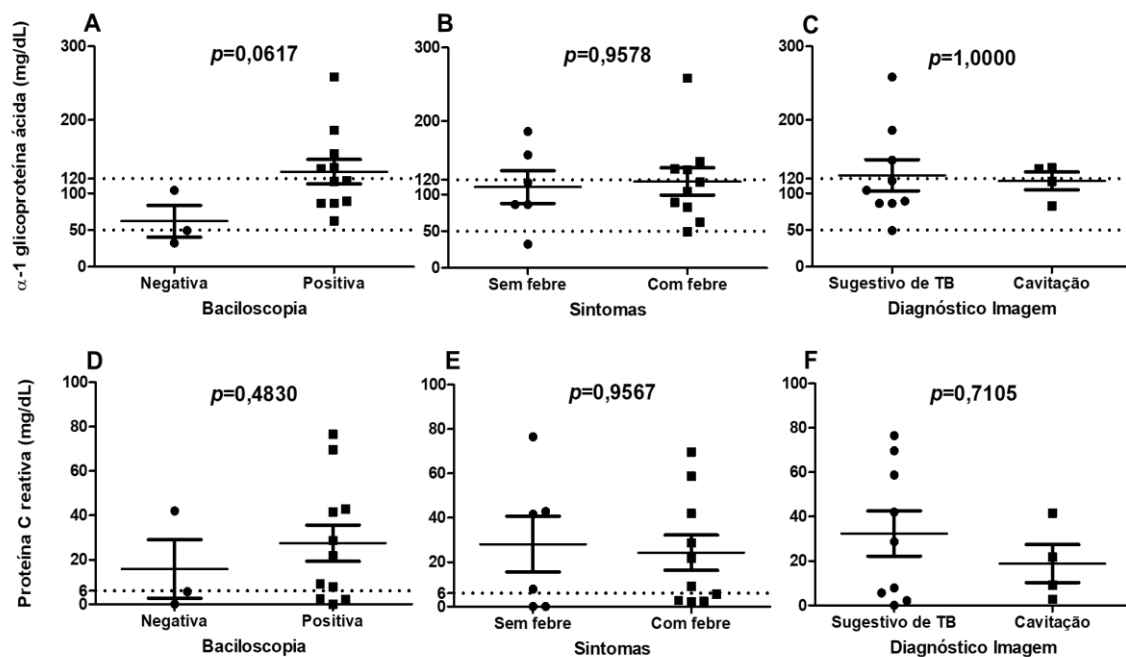 A
B
C
α-1 glicoproteína ácida (mg/dL)
300
200
120
100
50
0
p=0,0617
Negativa
Positiva
Baciloscopia
300
200
120
100
50
0
p=0,9578
Sem febre
Com febre
Sintomas
300
200
120
100
50
0
p=1,0000
Sugestivo de TB
Cavitação
Diagnóstico Imagem
D
E
F
Proteína C reativa (mg/dL)
100
80
60
40
20
6
0
p=0,4830
Negativa
Positiva
Baciloscopia
100
80
60
40
20
6
0
p=0,9567
Sem febre
Com febre
Sintomas
100
80
60
40
20
0
p=0,7105
Sugestivo de TB
Cavitação
Diagnóstico Imagem